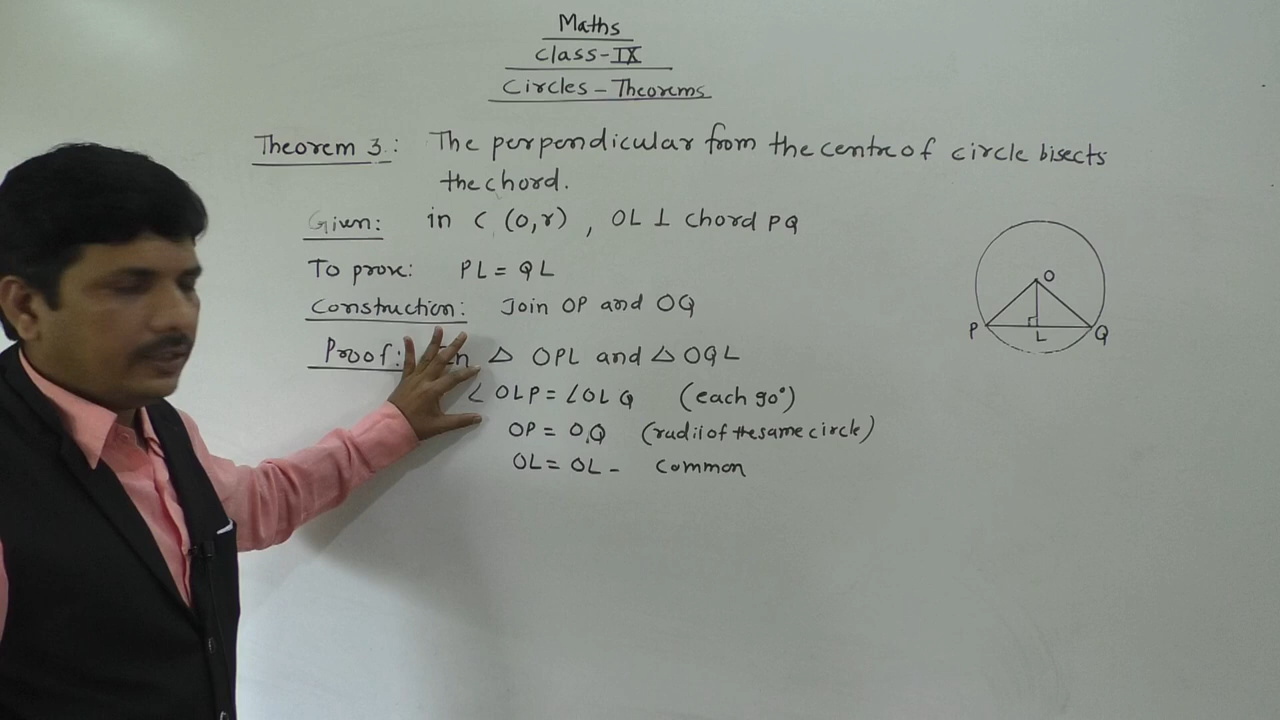 Maths
Class-IX
Circles - Theorems
Theorem 3: The perpendicular from the centre of circle bisects
the chord.
Given: in C (O,r), OL ⊥ chord PQ
To prove: PL = QL
Construction: Join OP and OQ
Proof: In △ OPL and △ OQL
∠OLP = ∠OLQ (each 90°)
OP = OQ (radii of the same circle)
OL = OL - Common
O
P
L
Q